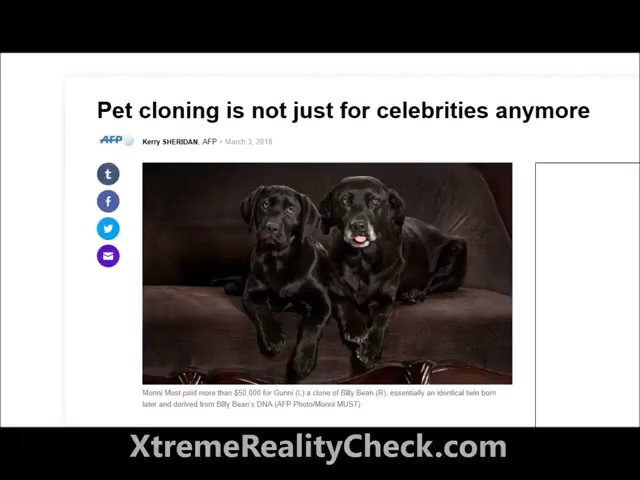 Pet cloning is not just for celebrities anymore
AFP
Kerry SHERIDAN, AFP • March 3, 2018
t
f
Monni Must paid more than $50,000 for Gunni (L) a clone of Billy Bean (R), essentially an identical twin born
later and derived from Billy Bean's DNA (AFP Photo/Monni MUST)
XtremeRealityCheck.com